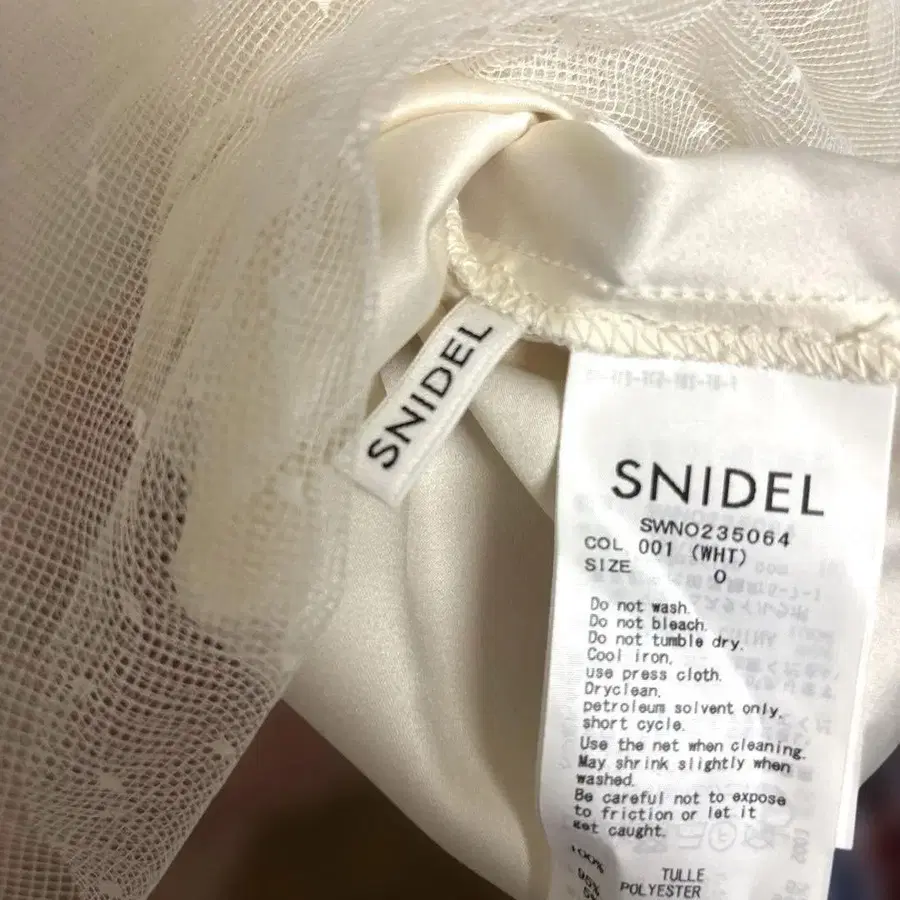 SNIDEL
SNIDEL
SWNO235064
COL 001 (WHT)
SIZE 0
Do not wash.
Do not bleach.
Do not tumble dry.
Cool iron,
use press cloth.
Dryclean,
petroleum solvent only,
short cycle.
Use the net when cleaning.
May shrink slightly when
washed.
Be careful not to expose
to friction or let it
get caught.
TULLE
100% POLYESTER
95%